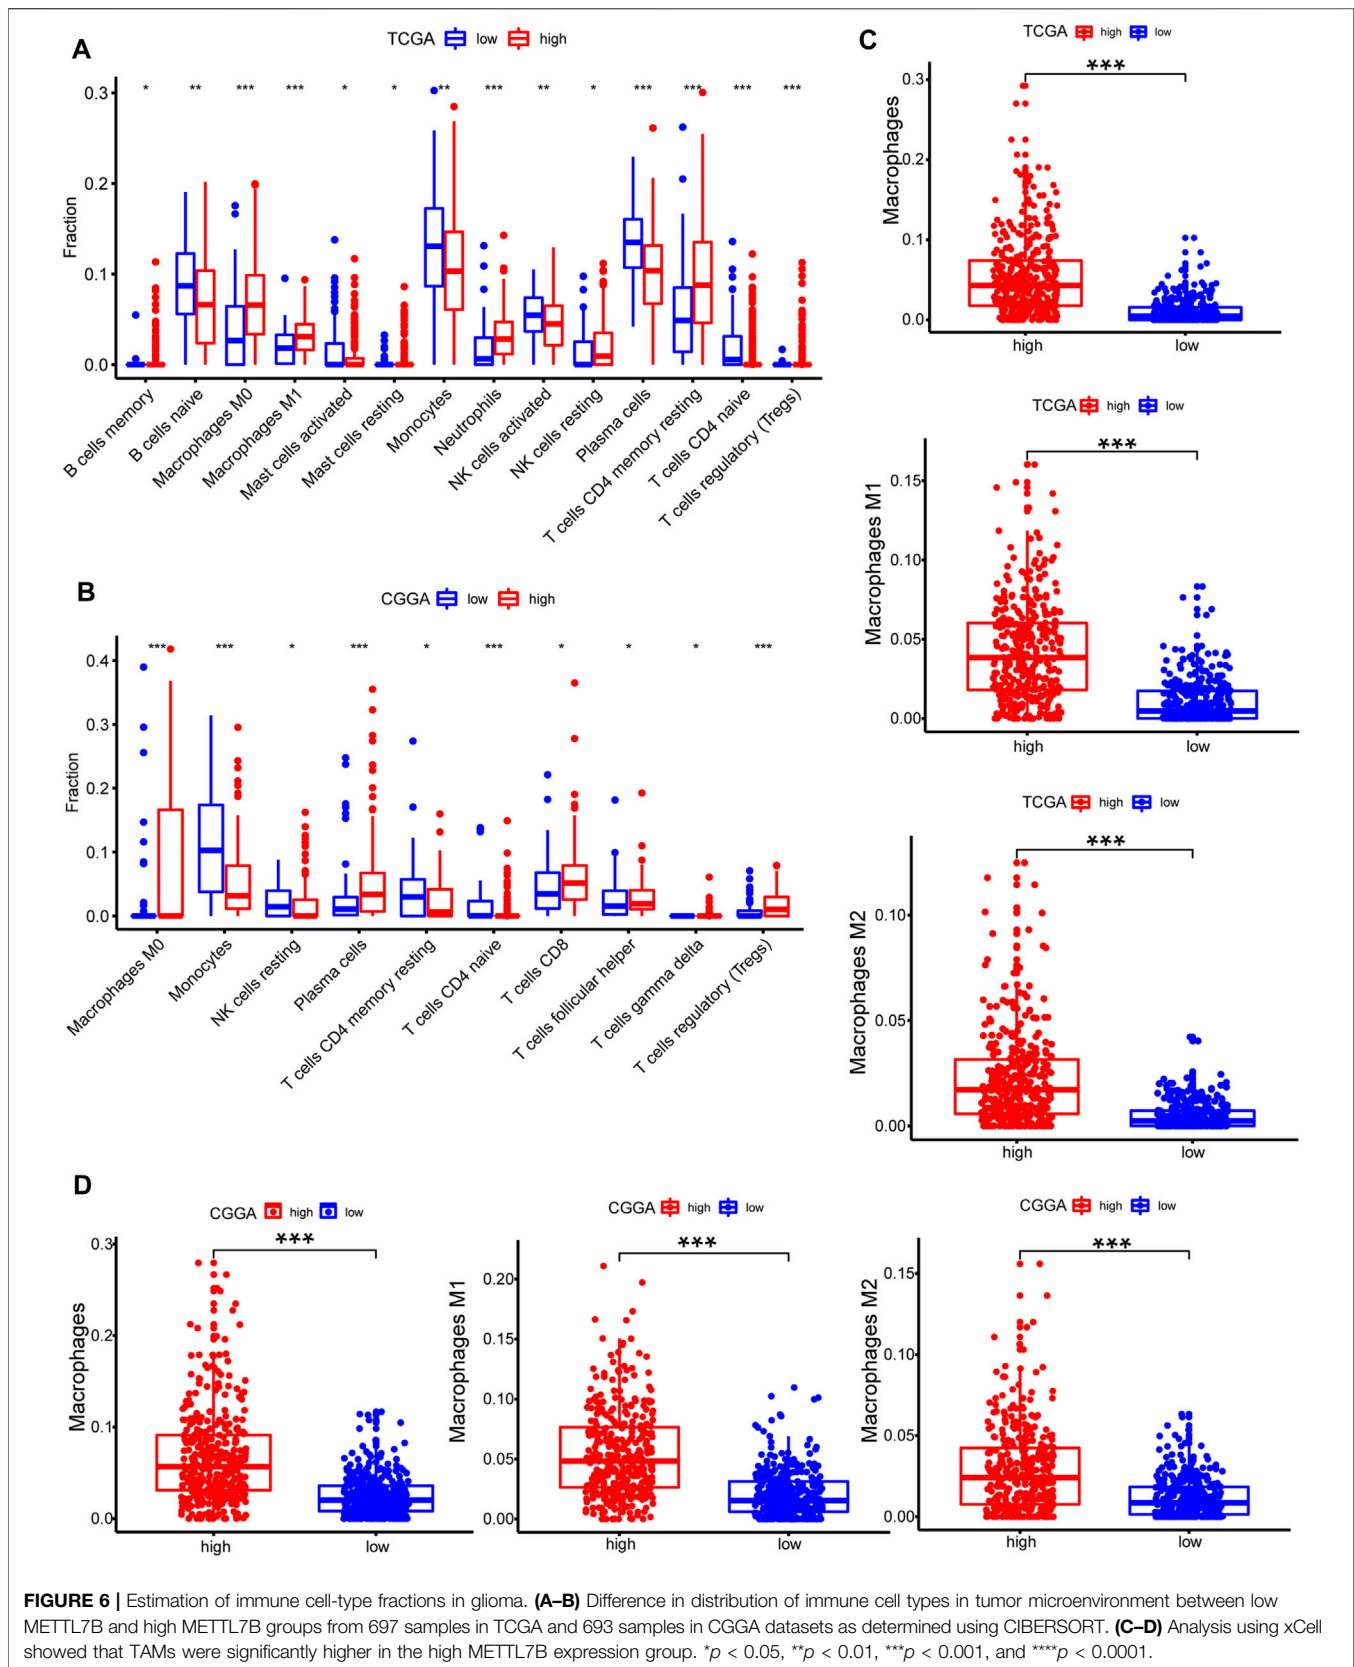 A
TCGA low high
* ** *** *** * * ** *** ** * *** *** *** ***
Fraction
0.3
0.2
0.1
0.0
B cells memory
B cells naive
Macrophages M0
Macrophages M1
Mast cells activated
Mast cells resting
Monocytes
Neutrophils
NK cells activated
NK cells resting
Plasma cells
T cells CD4 memory resting
T cells CD4 naive
T cells regulatory (Tregs)
B
CGGA low high
*** *** * *** * *** * * * ***
Fraction
0.4
0.3
0.2
0.1
0.0
Macrophages M0
Monocytes
NK cells resting
Plasma cells
T cells CD4 memory resting
T cells CD4 naive
T cells CD8
T cells follicular helper
T cells gamma delta
T cells regulatory (Tregs)
C
TCGA high low
***
Macrophages
0.3
0.2
0.1
0.0
high low
TCGA high low
***
Macrophages M1
0.15
0.10
0.05
0.00
high low
TCGA high low
***
Macrophages M2
0.10
0.05
0.00
high low
D
CGGA high low
***
Macrophages
0.3
0.2
0.1
0.0
high low
CGGA high low
***
Macrophages M1
0.20
0.15
0.10
0.05
0.00
high low
CGGA high low
***
Macrophages M2
0.15
0.10
0.05
0.00
high low
FIGURE 6 | Estimation of immune cell-type fractions in glioma. (A–B) Difference in distribution of immune cell types in tumor microenvironment between low
METTL7B and high METTL7B groups from 697 samples in TCGA and 693 samples in CGGA datasets as determined using CIBERSORT. (C–D) Analysis using xCell
showed that TAMs were significantly higher in the high METTL7B expression group. *p < 0.05, **p < 0.01, ***p < 0.001, and ****p < 0.0001.